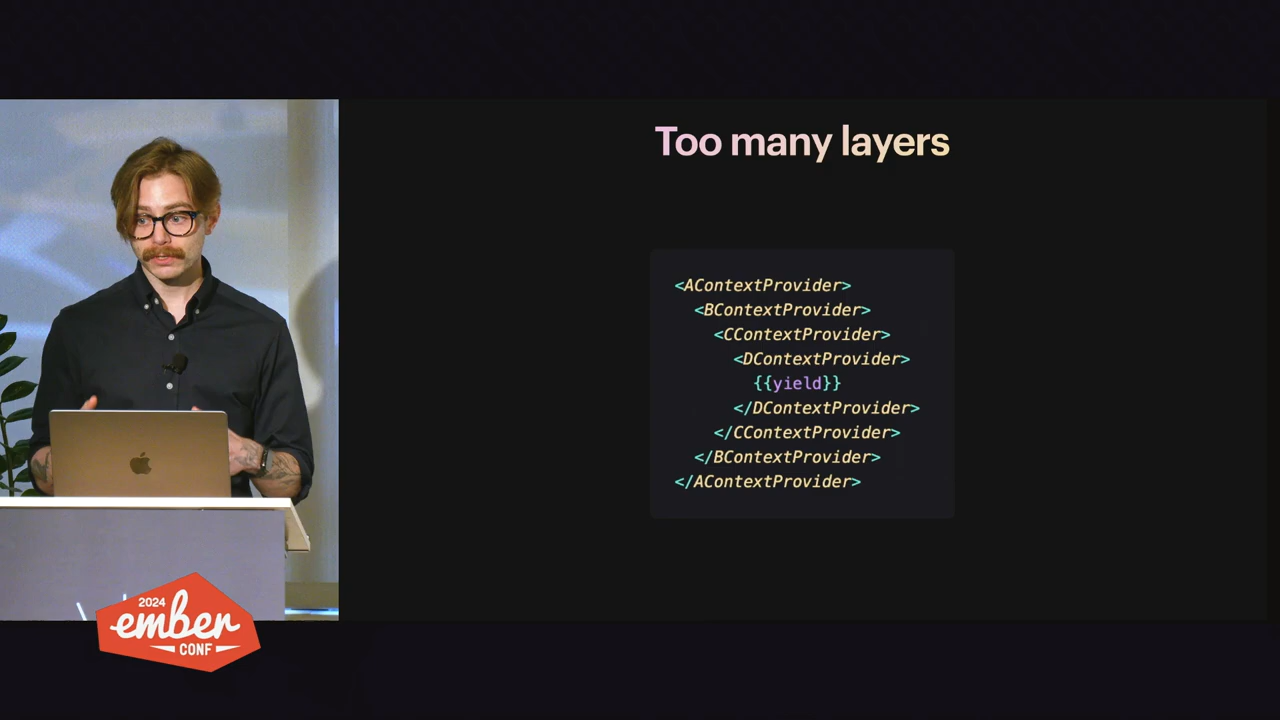 Too many layers
<AContextProvider>
<BContextProvider>
<CContextProvider>
<DContextProvider>
{{yield}}
</DContextProvider>
</CContextProvider>
</BContextProvider>
</AContextProvider>
2024
ember
CONF